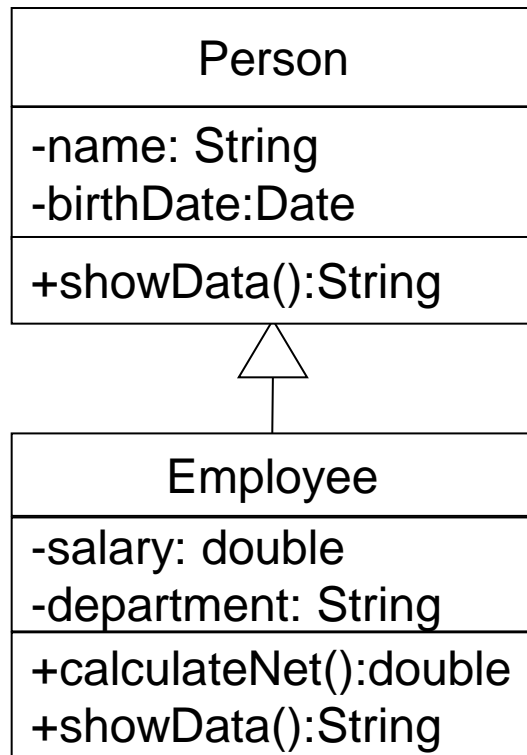 Person
-name: String
-birthDate:Date
+showData():String
Employee
-salary: double
-department: String
+calculateNet():double
+showData():String